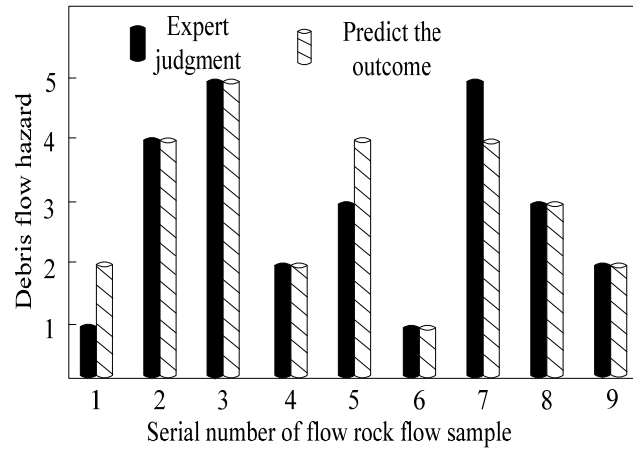 Expert
judgment
Predict the
outcome
Debris flow hazard
5
4
3
2
1
1 2 3 4 5 6 7 8 9
Serial number of flow rock flow sample